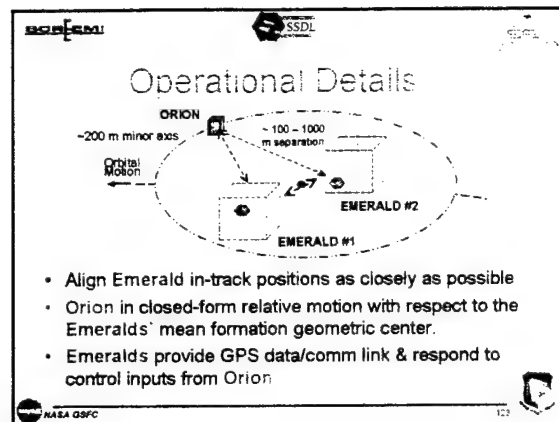 SSDL
Operational Details
ORION
~200 m minor axis
~ 100 – 1000
m separation
Orbital
Motion
EMERALD #2
EMERALD #1
• Align Emerald in-track positions as closely as possible
• Orion in closed-form relative motion with respect to the
Emeralds' mean formation geometric center.
• Emeralds provide GPS data/comm link & respond to
control inputs from Orion
NASA GSFC
123